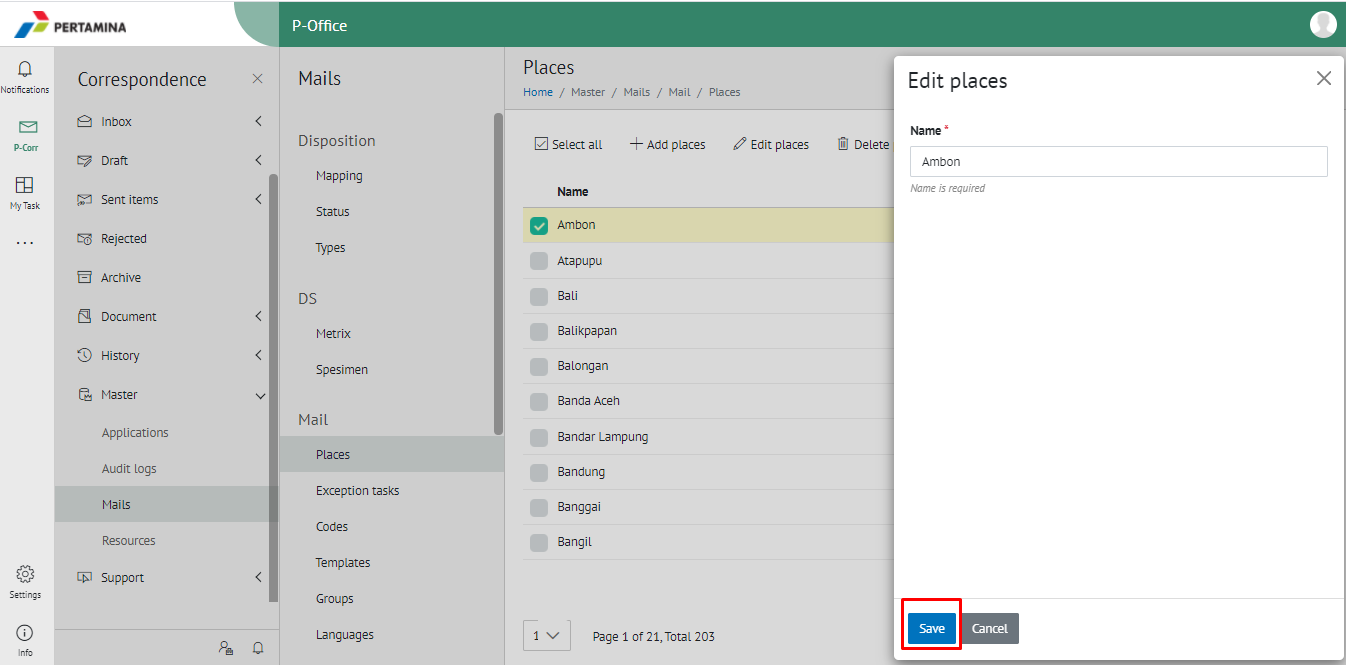 PERTAMINA
P-Office
Notifications
P-Corr
My Task
...
Settings
Info
Correspondence
Inbox
Draft
Sent items
Rejected
Archive
Document
History
Master
Applications
Audit logs
Mails
Resources
Support
Mails
Disposition
Mapping
Status
Types
DS
Metrix
Spesimen
Mail
Places
Exception tasks
Codes
Templates
Groups
Languages
Places
Home / Master / Mails / Mail / Places
Select all Add places Edit places Delete
Name
Ambon
Atapupu
Bali
Balikpapan
Balongan
Banda Aceh
Bandar Lampung
Bandung
Banggai
Bangil
1 Page 1 of 21, Total 203
Edit places
Name *
Ambon
Name is required
Save Cancel